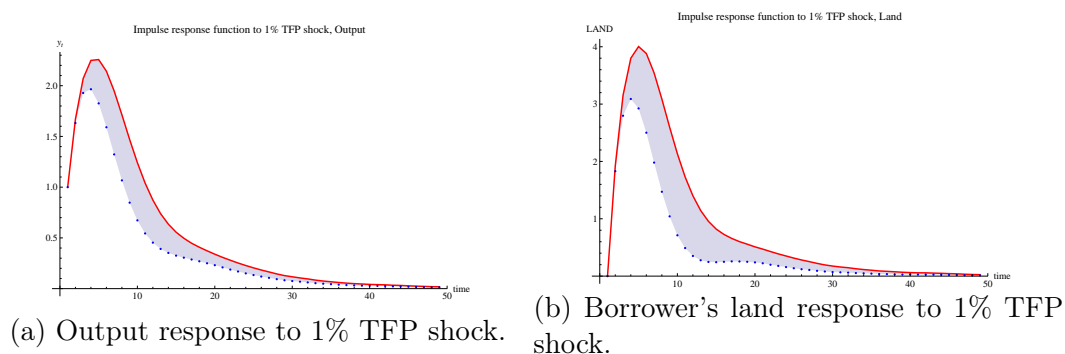 Impulse response function to 1% TFP shock, Output
y_t
2.0
1.5
1.0
0.5
10
20
30
40
50
time
(a) Output response to 1% TFP shock.
Impulse response function to 1% TFP shock, Land
LAND
4
3
2
1
10
20
30
40
50
time
(b) Borrower's land response to 1% TFP
shock.